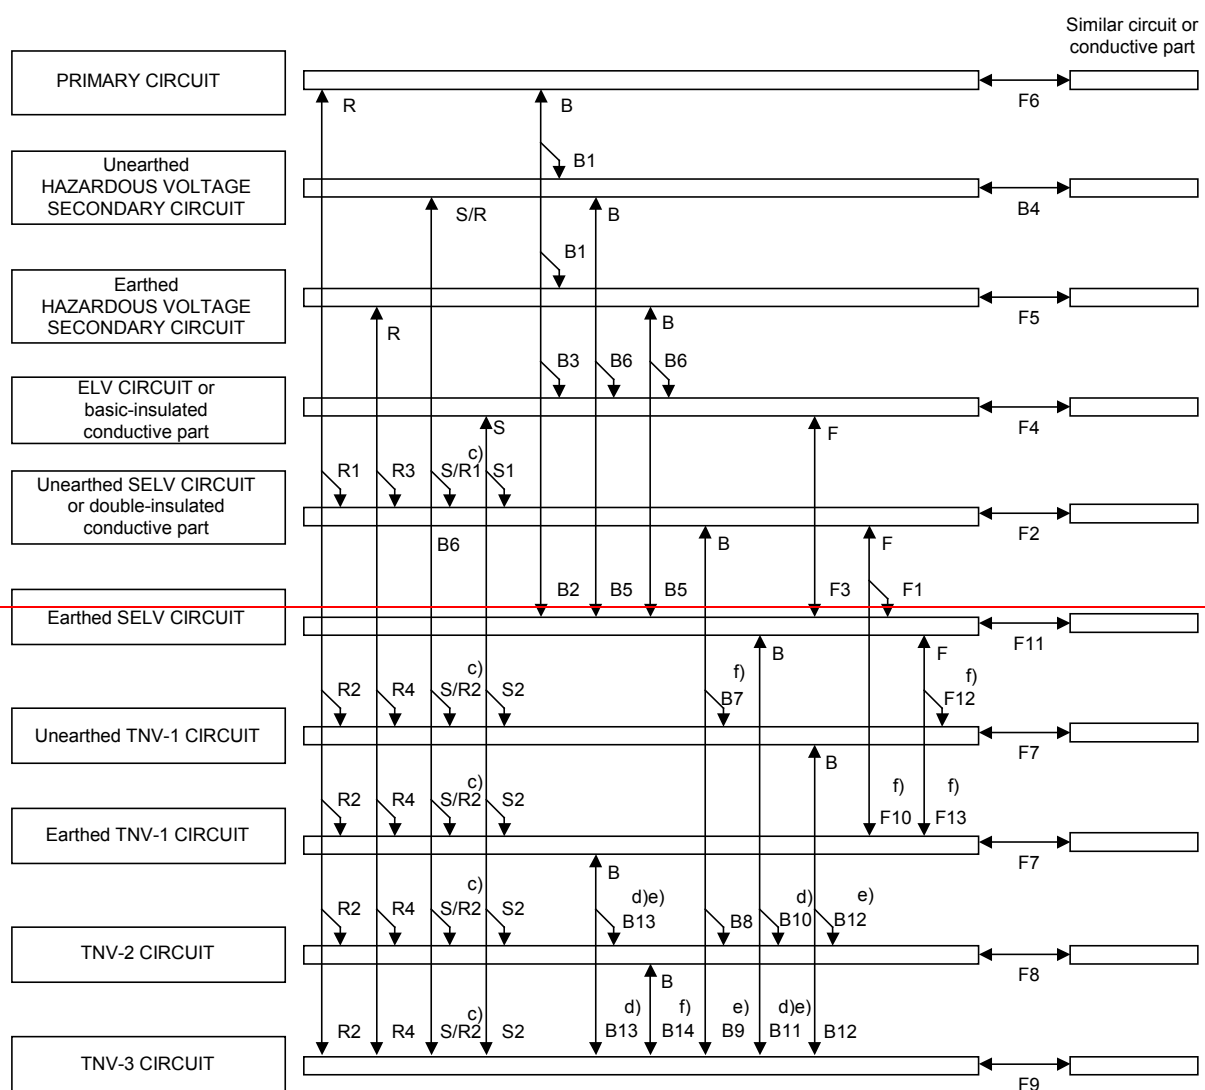 Similar circuit or
conductive part
PRIMARY CIRCUIT
R
B
F6
B1
Unearthed
HAZARDOUS VOLTAGE
SECONDARY CIRCUIT
S/R
B
B4
B1
Earthed
HAZARDOUS VOLTAGE
SECONDARY CIRCUIT
R
B
F5
B3
B6
B6
ELV CIRCUIT or
basic-insulated
conductive part
S
F
F4
c)
R1
R3
S/R1
S1
Unearthed SELV CIRCUIT
or double-insulated
conductive part
B6
B
F
F2
B2
B5
B5
F3
F1
Earthed SELV CIRCUIT
B
F
F11
c)
f)
f)
R2
R4
S/R2
S2
B7
F12
Unearthed TNV-1 CIRCUIT
B
F7
c)
f)
f)
R2
R4
S/R2
S2
F10
F13
Earthed TNV-1 CIRCUIT
B
F7
c)
d)e)
d)
e)
R2
R4
S/R2
S2
B13
B8
B10
B12
TNV-2 CIRCUIT
B
F8
c)
d)
f)
e)
d)e)
R2
R4
S/R2
S2
B13
B14
B9
B11
B12
TNV-3 CIRCUIT
F9